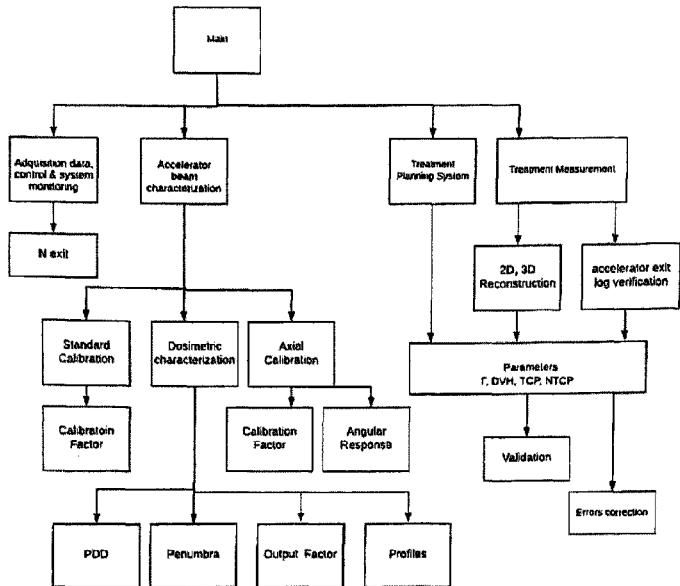 Main
Adquisition data,
control & system
monitoring
Accelerator
beam
characterization
Treatment
Planning System
Treatment Measurement
N exit
2D, 3D
Reconstruction
accelerator exit
log verification
Standard
Calibration
Dosimetric
characterization
Axial
Calibration
Parameters
Γ, DVH, TCP, NTCP
Calibratoin
Factor
Calibration
Factor
Angular
Response
Validation
Errors correction
PDD
Penumbra
Output Factor
Profiles